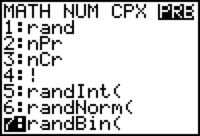 MATH NUM CPX PRB
1:rand
2:nPr
3:nCr
4:!
5:randInt(
6:randNorm(
7:randBin(